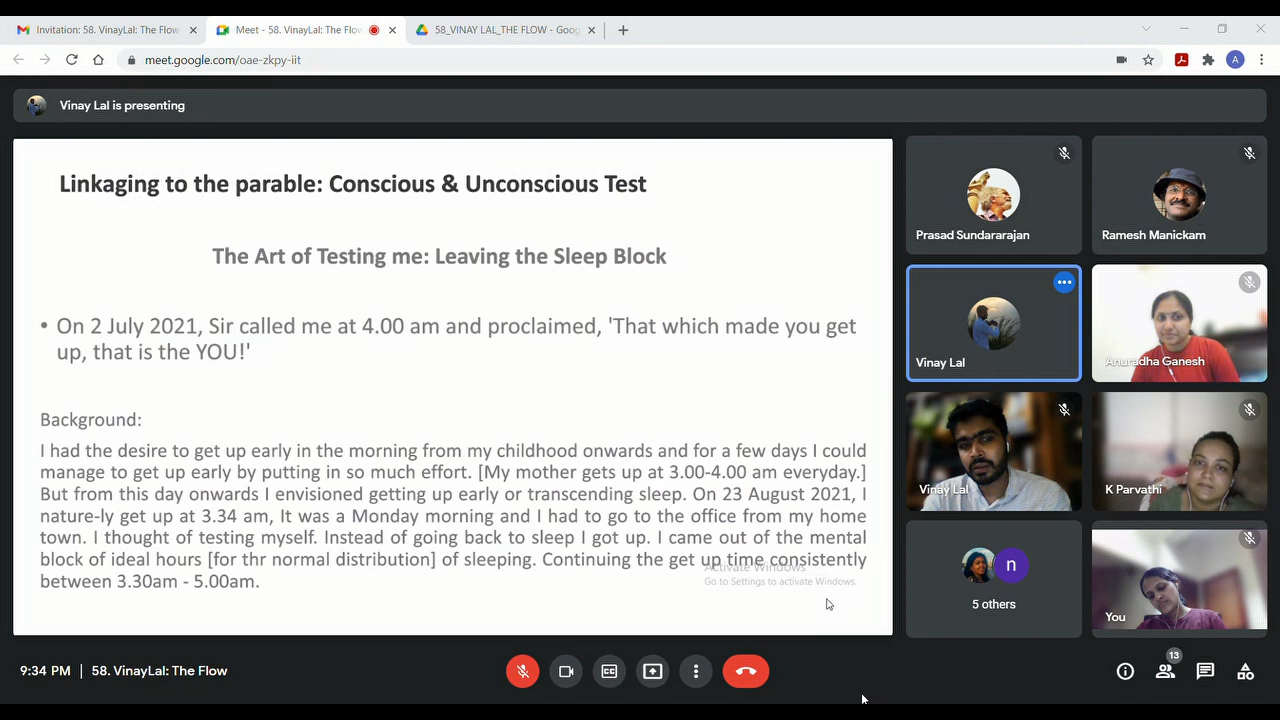 Invitation: 58. VinayLal: The Flow
Meet - 58. VinayLal: The Flow
58_VINAY LAL_THE FLOW - Goog
meet.google.com/oae-zkpy-iit
A
Vinay Lal is presenting
Linkaging to the parable: Conscious & Unconscious Test
The Art of Testing me: Leaving the Sleep Block
• On 2 July 2021, Sir called me at 4.00 am and proclaimed, 'That which made you get
up, that is the YOU!'
Background:
I had the desire to get up early in the morning from my childhood onwards and for a few days I could
manage to get up early by putting in so much effort. [My mother gets up at 3.00-4.00 am everyday.]
But from this day onwards I envisioned getting up early or transcending sleep. On 23 August 2021, I
nature-ly get up at 3.34 am, It was a Monday morning and I had to go to the office from my home
town. I thought of testing myself. Instead of going back to sleep I got up. I came out of the mental
block of ideal hours [for thr normal distribution] of sleeping. Continuing the get up time consistently
between 3.30am - 5.00am.
Activate Windows
Go to Settings to activate Windows.
Prasad Sundararajan
Ramesh Manickam
Vinay Lal
Anuradha Ganesh
Vinay Lal
K Parvathi
n
5 others
You
9:34 PM | 58. VinayLal: The Flow
CC
13